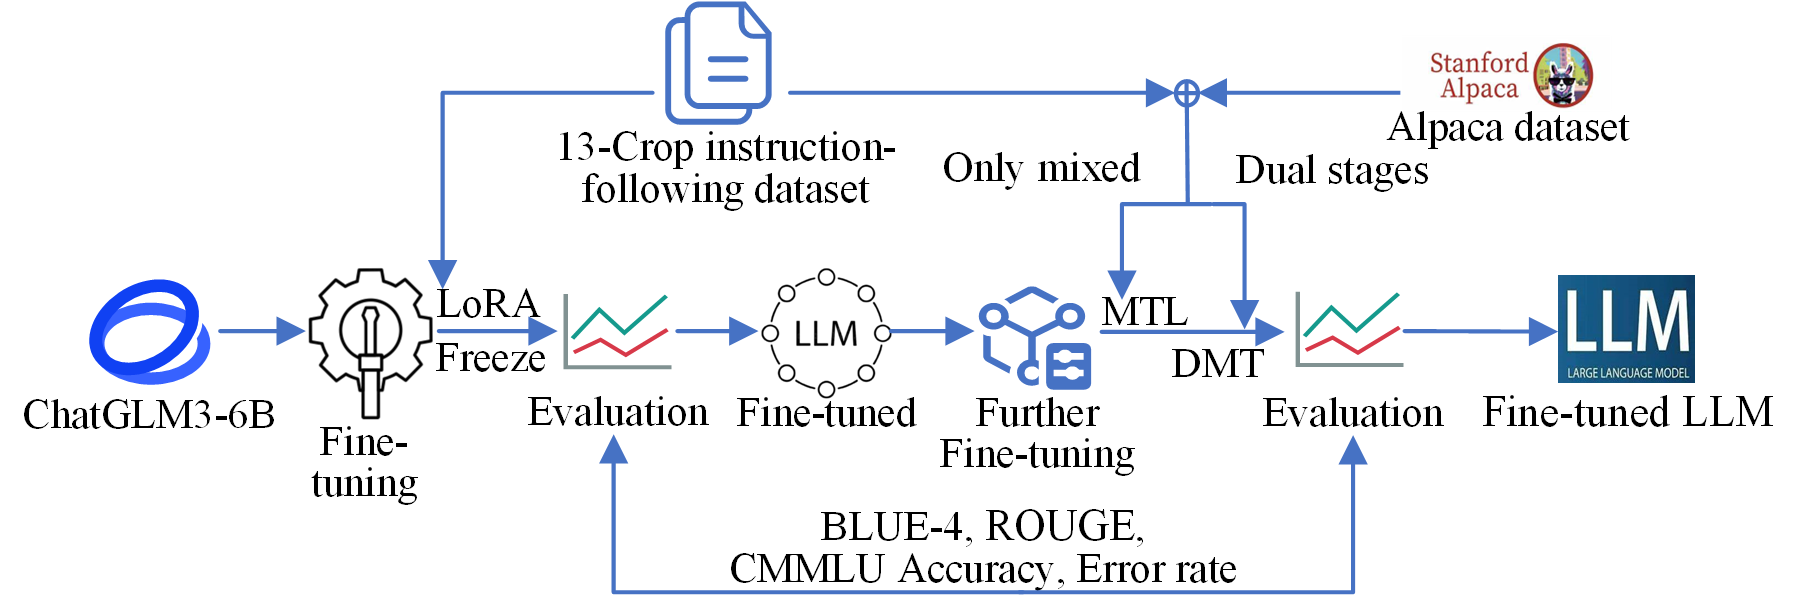 Stanford
Alpaca
Alpaca dataset
13-Crop instruction-
following dataset
Only mixed
Dual stages
LoRA
Freeze
LLM
MTL
DMT
LLM
LARGE LANGUAGE MODEL
ChatGLM3-6B
Fine-
tuning
Evaluation
Fine-tuned
Further
Fine-tuning
Evaluation
Fine-tuned LLM
BLUE-4, ROUGE,
CMMLU Accuracy, Error rate